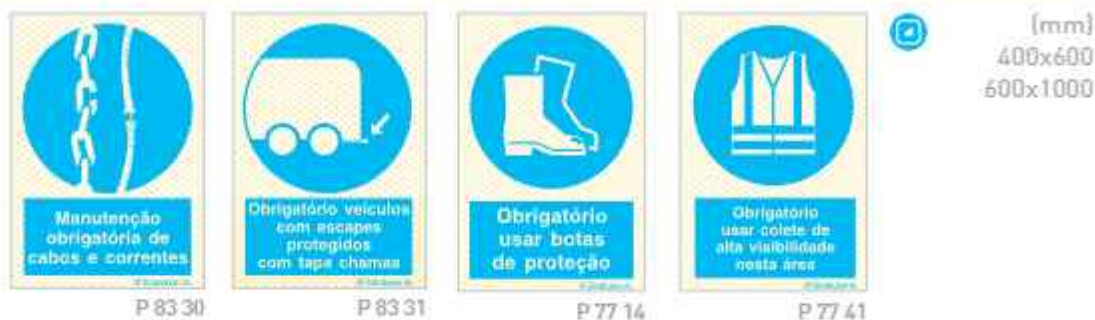 Manutenção
obrigatória de
cabos e correntes
P 83 30
Obrigatório veículos
com escapes
protegidos
com tapa chamas
P 83 31
Obrigatório
usar botas
de proteção
P 77 14
Obrigatório
usar colete de
alta visibilidade
nesta área
P 77 41
(mm)
400x600
600x1000